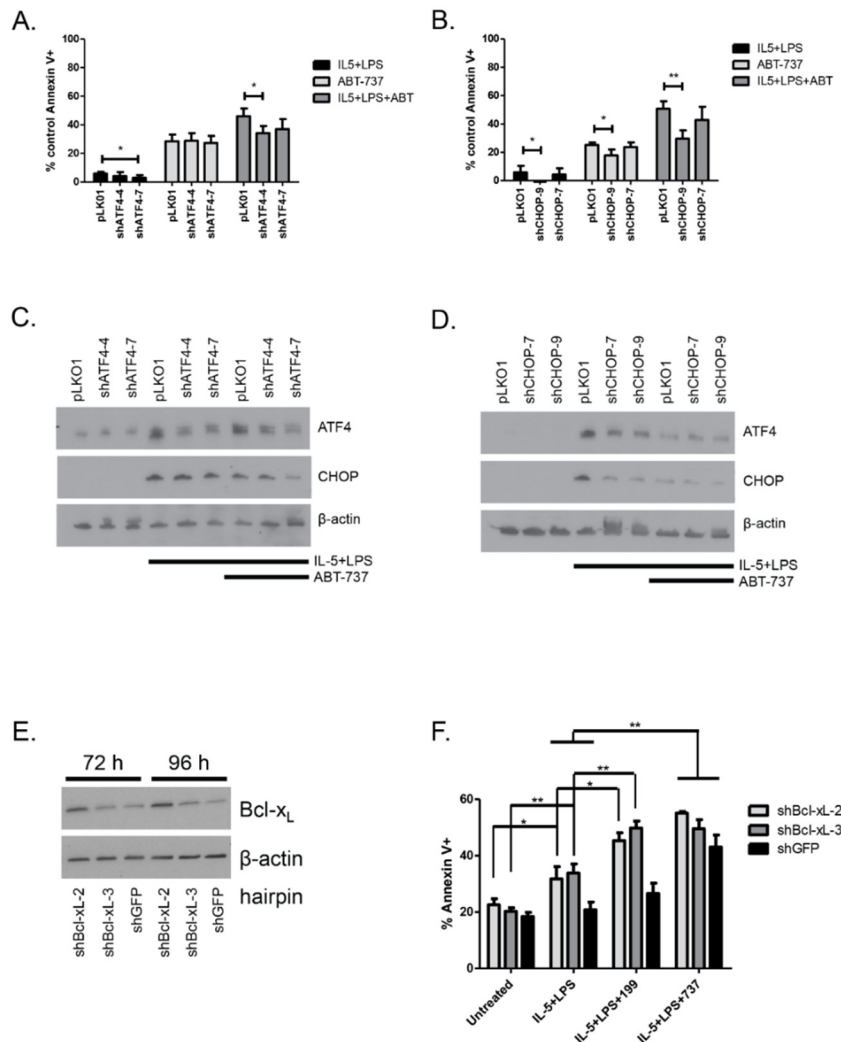 A.
% control Annexin V+
100
80
60
40
20
0
*
*
IL5+LPS
ABT-737
IL5+LPS+ABT
pLK01
shATF4-4
shATF4-7
pLK01
shATF4-4
shATF4-7
pLK01
shATF4-4
shATF4-7
B.
% control Annexin V+
100
80
60
40
20
0
*
*
**
IL5+LPS
ABT-737
IL5+LPS+ABT
pLKO1
shCHOP-9
shCHOP-7
pLKO1
shCHOP-9
shCHOP-7
pLKO1
shCHOP-9
shCHOP-7
C.
pLKO1
shATF4-4
shATF4-7
pLKO1
shATF4-4
shATF4-7
pLKO1
shATF4-4
shATF4-7
ATF4
CHOP
β-actin
IL-5+LPS
ABT-737
D.
pLKO1
shCHOP-7
shCHOP-9
pLKO1
shCHOP-7
shCHOP-9
pLKO1
shCHOP-7
shCHOP-9
ATF4
CHOP
β-actin
IL-5+LPS
ABT-737
E.
72 h 96 h
Bcl-xL
β-actin
shBcl-xL-2
shBcl-xL-3
shGFP
shBcl-xL-2
shBcl-xL-3
shGFP
hairpin
F.
% Annexin V+
60
40
20
0
**
**
*
**
*
shBcl-xL-2
shBcl-xL-3
shGFP
Untreated
IL-5+LPS
IL-5+LPS+199
IL-5+LPS+737